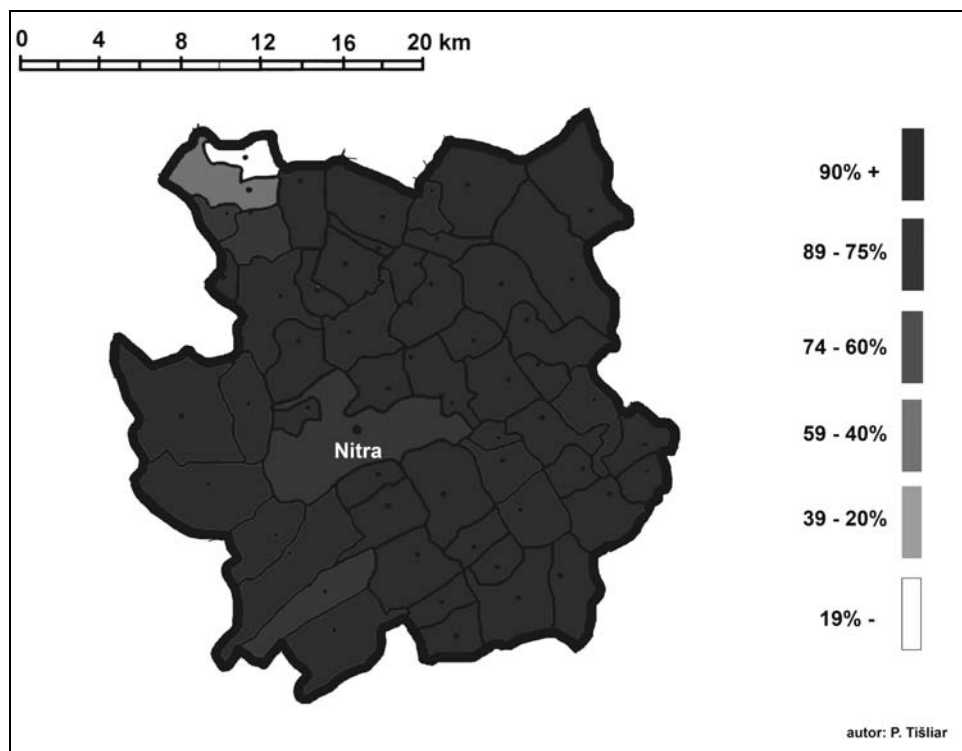 0 4 8 12 16 20 km
90% +
89 - 75%
74 - 60%
59 - 40%
39 - 20%
19% -
Nitra
autor: P. Tišliar